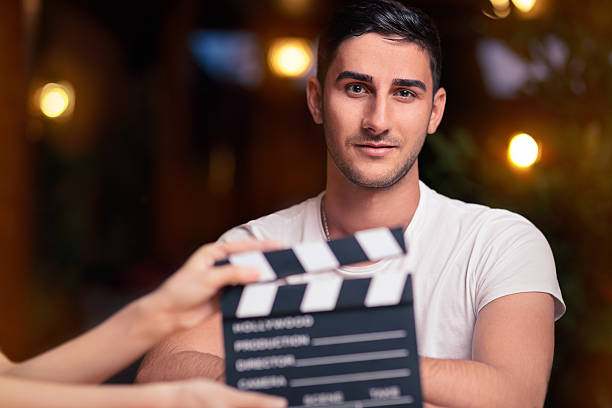 HOLLYWOOD
PRODUCTION
DIRECTOR
CAMERA
SCENE TAKE